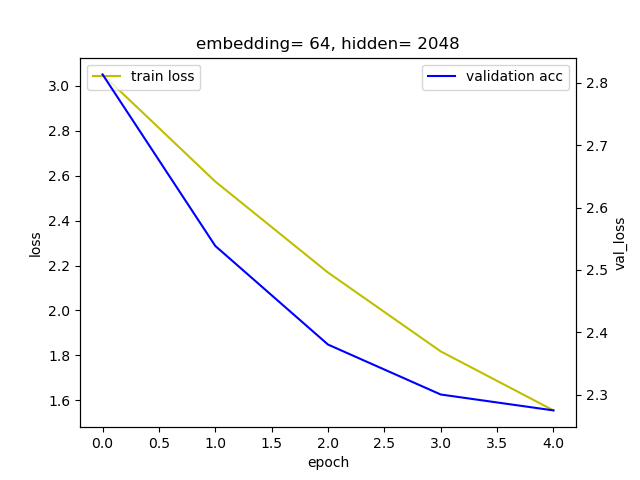 embedding= 64, hidden= 2048
train loss
validation acc
3.0
2.8
2.6
2.4
2.2
2.0
1.8
1.6
loss
2.8
2.7
2.6
2.5
2.4
2.3
val_loss
0.0 0.5 1.0 1.5 2.0 2.5 3.0 3.5 4.0
epoch